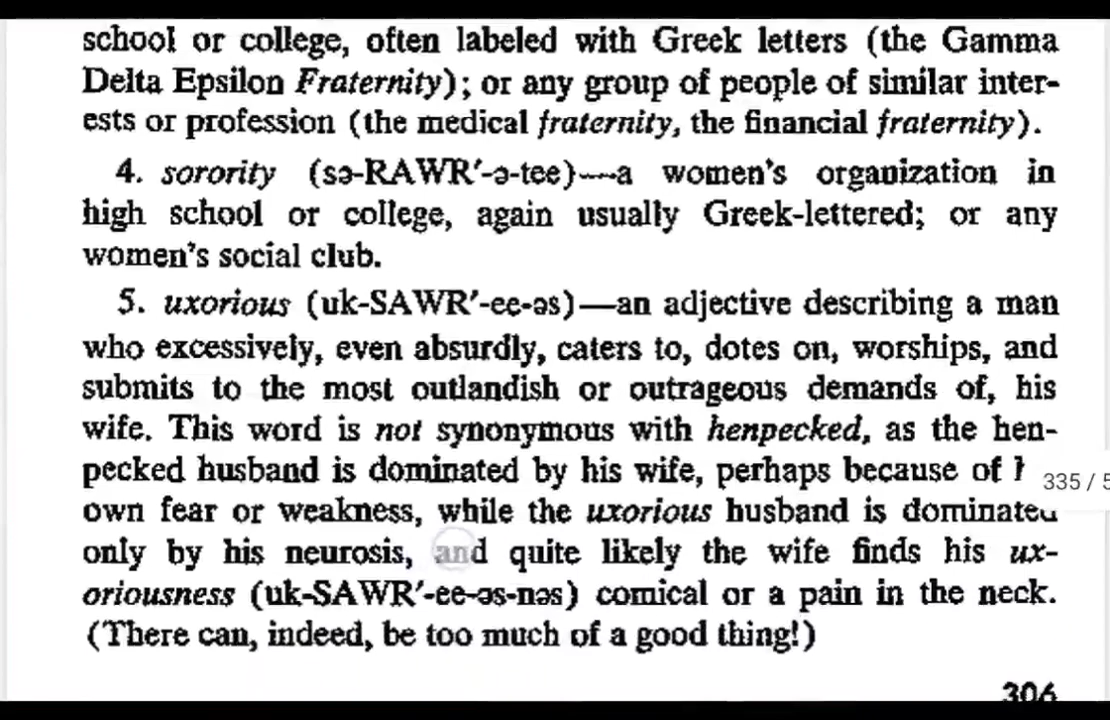 school or college, often labeled with Greek letters (the Gamma
Delta Epsilon Fraternity); or any group of people of similar inter-
ests or profession (the medical fraternity, the financial fraternity).
4. sorority (sə-RAWR′-ə-tee)—a women's organization in
high school or college, again usually Greek-lettered; or any
women's social club.
5. uxorious (uk-SAWR′-ee-əs)—an adjective describing a man
who excessively, even absurdly, caters to, dotes on, worships, and
submits to the most outlandish or outrageous demands of, his
wife. This word is not synonymous with henpecked, as the hen-
pecked husband is dominated by his wife, perhaps because of
335 / 5
own fear or weakness, while the uxorious husband is dominated
only by his neurosis, and quite likely the wife finds his ux-
oriousness (uk-SAWR′-ee-əs-nəs) comical or a pain in the neck.
(There can, indeed, be too much of a good thing!)
306